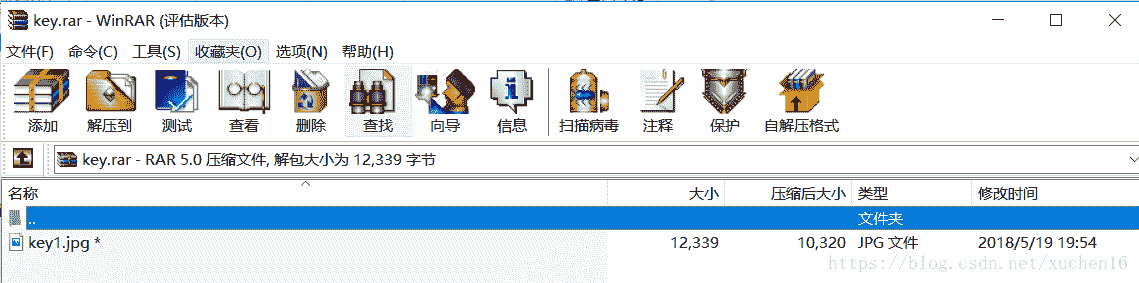 key.rar - WinRAR (评估版本)
文件(F) 命令(C) 工具(S) 收藏夹(O) 选项(N) 帮助(H)
添加 解压到 测试 查看 删除 查找 向导 信息 扫描病毒 注释 保护 自解压格式
key.rar - RAR 5.0 压缩文件, 解包大小为 12,339 字节
名称 大小 压缩后大小 类型 修改时间
.. 文件夹
key1.jpg * 12,339 10,320 JPG 文件 2018/5/19 19:54
https://blog.csdn.net/xuchen16